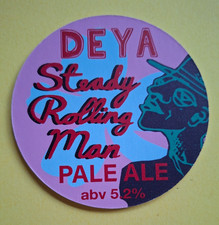 DEYA
Steady
Rolling
Man
PALE ALE
abv 5.2%